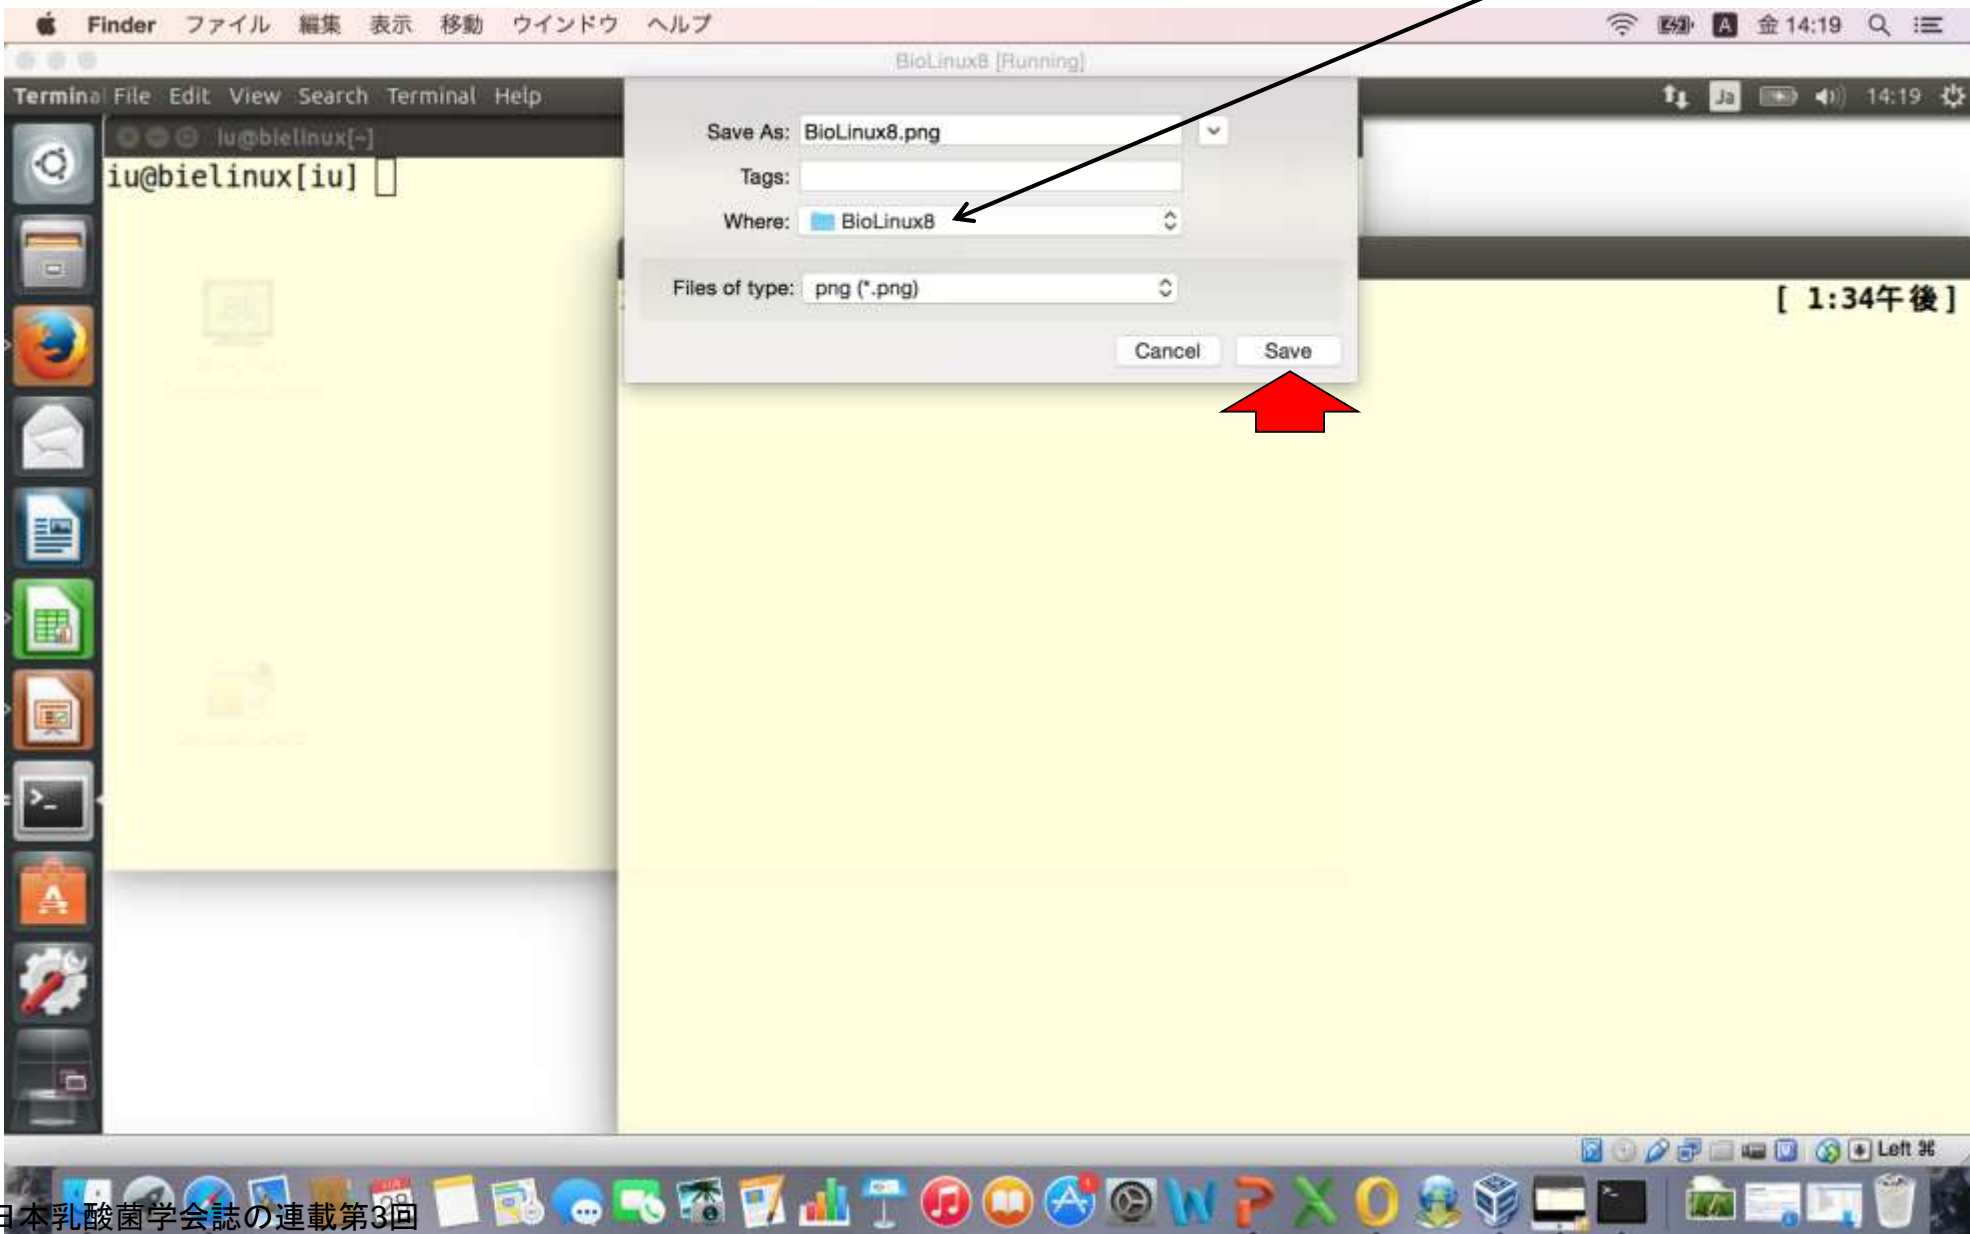 Finder ファイル 編集 表示 移動 ウインドウ ヘルプ A 金 14:19
BioLinux8 [Running]
Terminal File Edit View Search Terminal Help Ja 14:19
iu@bielinux[~]
iu@bielinux[iu]
Save As: BioLinux8.png
Tags:
Where: BioLinux8
Files of type: png (*.png)
Cancel Save
[ 1:34午後]
Left ⌘
日本乳酸菌学会誌の連載第3回